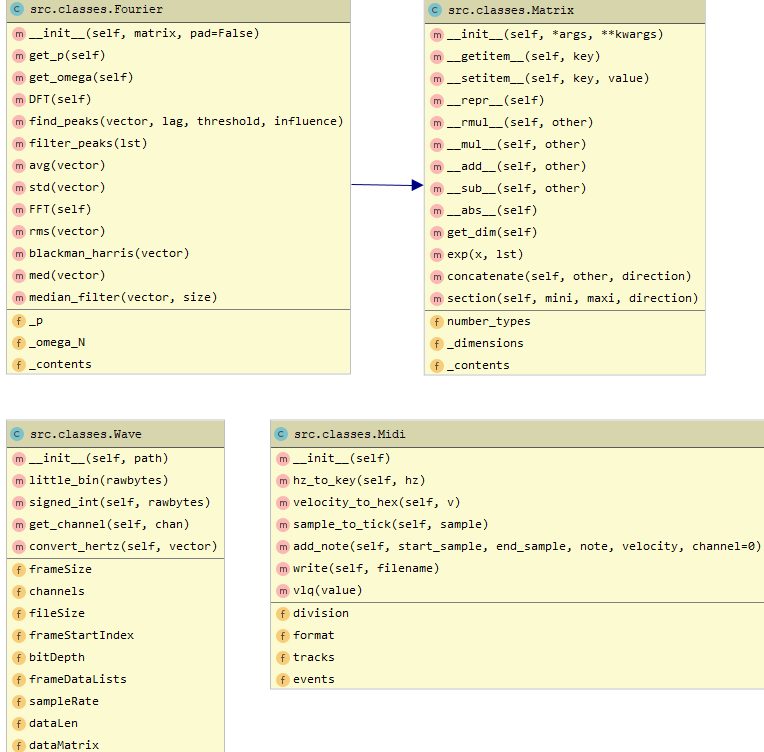 C src.classes.Fourier
m __init__(self, matrix, pad=False)
m get_p(self)
m get_omega(self)
m DFT(self)
m find_peaks(vector, lag, threshold, influence)
m filter_peaks(lst)
m avg(vector)
m std(vector)
m FFT(self)
m rms(vector)
m blackman_harris(vector)
m med(vector)
m median_filter(vector, size)
f _p
f _omega_N
f _contents
C src.classes.Matrix
m __init__(self, *args, **kwargs)
m __getitem__(self, key)
m __setitem__(self, key, value)
m __repr__(self)
m __rmul__(self, other)
m __mul__(self, other)
m __add__(self, other)
m __sub__(self, other)
m __abs__(self)
m get_dim(self)
m exp(x, lst)
m concatenate(self, other, direction)
m section(self, mini, maxi, direction)
f number_types
f _dimensions
f _contents
C src.classes.Wave
m __init__(self, path)
m little_bin(rawbytes)
m signed_int(self, rawbytes)
m get_channel(self, chan)
m convert_hertz(self, vector)
f frameSize
f channels
f fileSize
f frameStartIndex
f bitDepth
f frameDataLists
f sampleRate
f dataLen
f dataMatrix
C src.classes.Midi
m __init__(self)
m hz_to_key(self, hz)
m velocity_to_hex(self, v)
m sample_to_tick(self, sample)
m add_note(self, start_sample, end_sample, note, velocity, channel=0)
m write(self, filename)
m vlq(value)
f division
f format
f tracks
f events